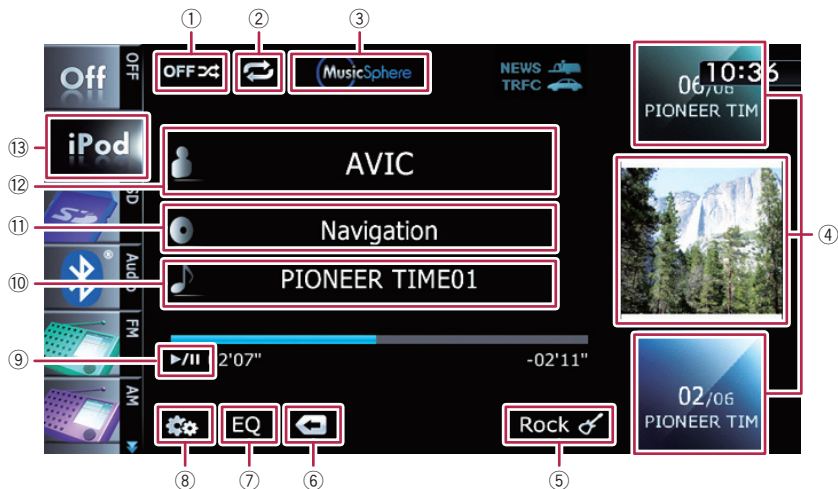 ① ② ③
Off OFF
OFF
MusicSphere
NEWS
TRFC
10:36
06/06
PIONEER TIM
⑬ iPod
⑫ AVIC
SD
⑪ Navigation
④
Audio
⑩ PIONEER TIME01
FM
⑨ 2'07" -02'11"
AM
02/06
PIONEER TIM
EQ
Rock
⑧ ⑦ ⑥ ⑤